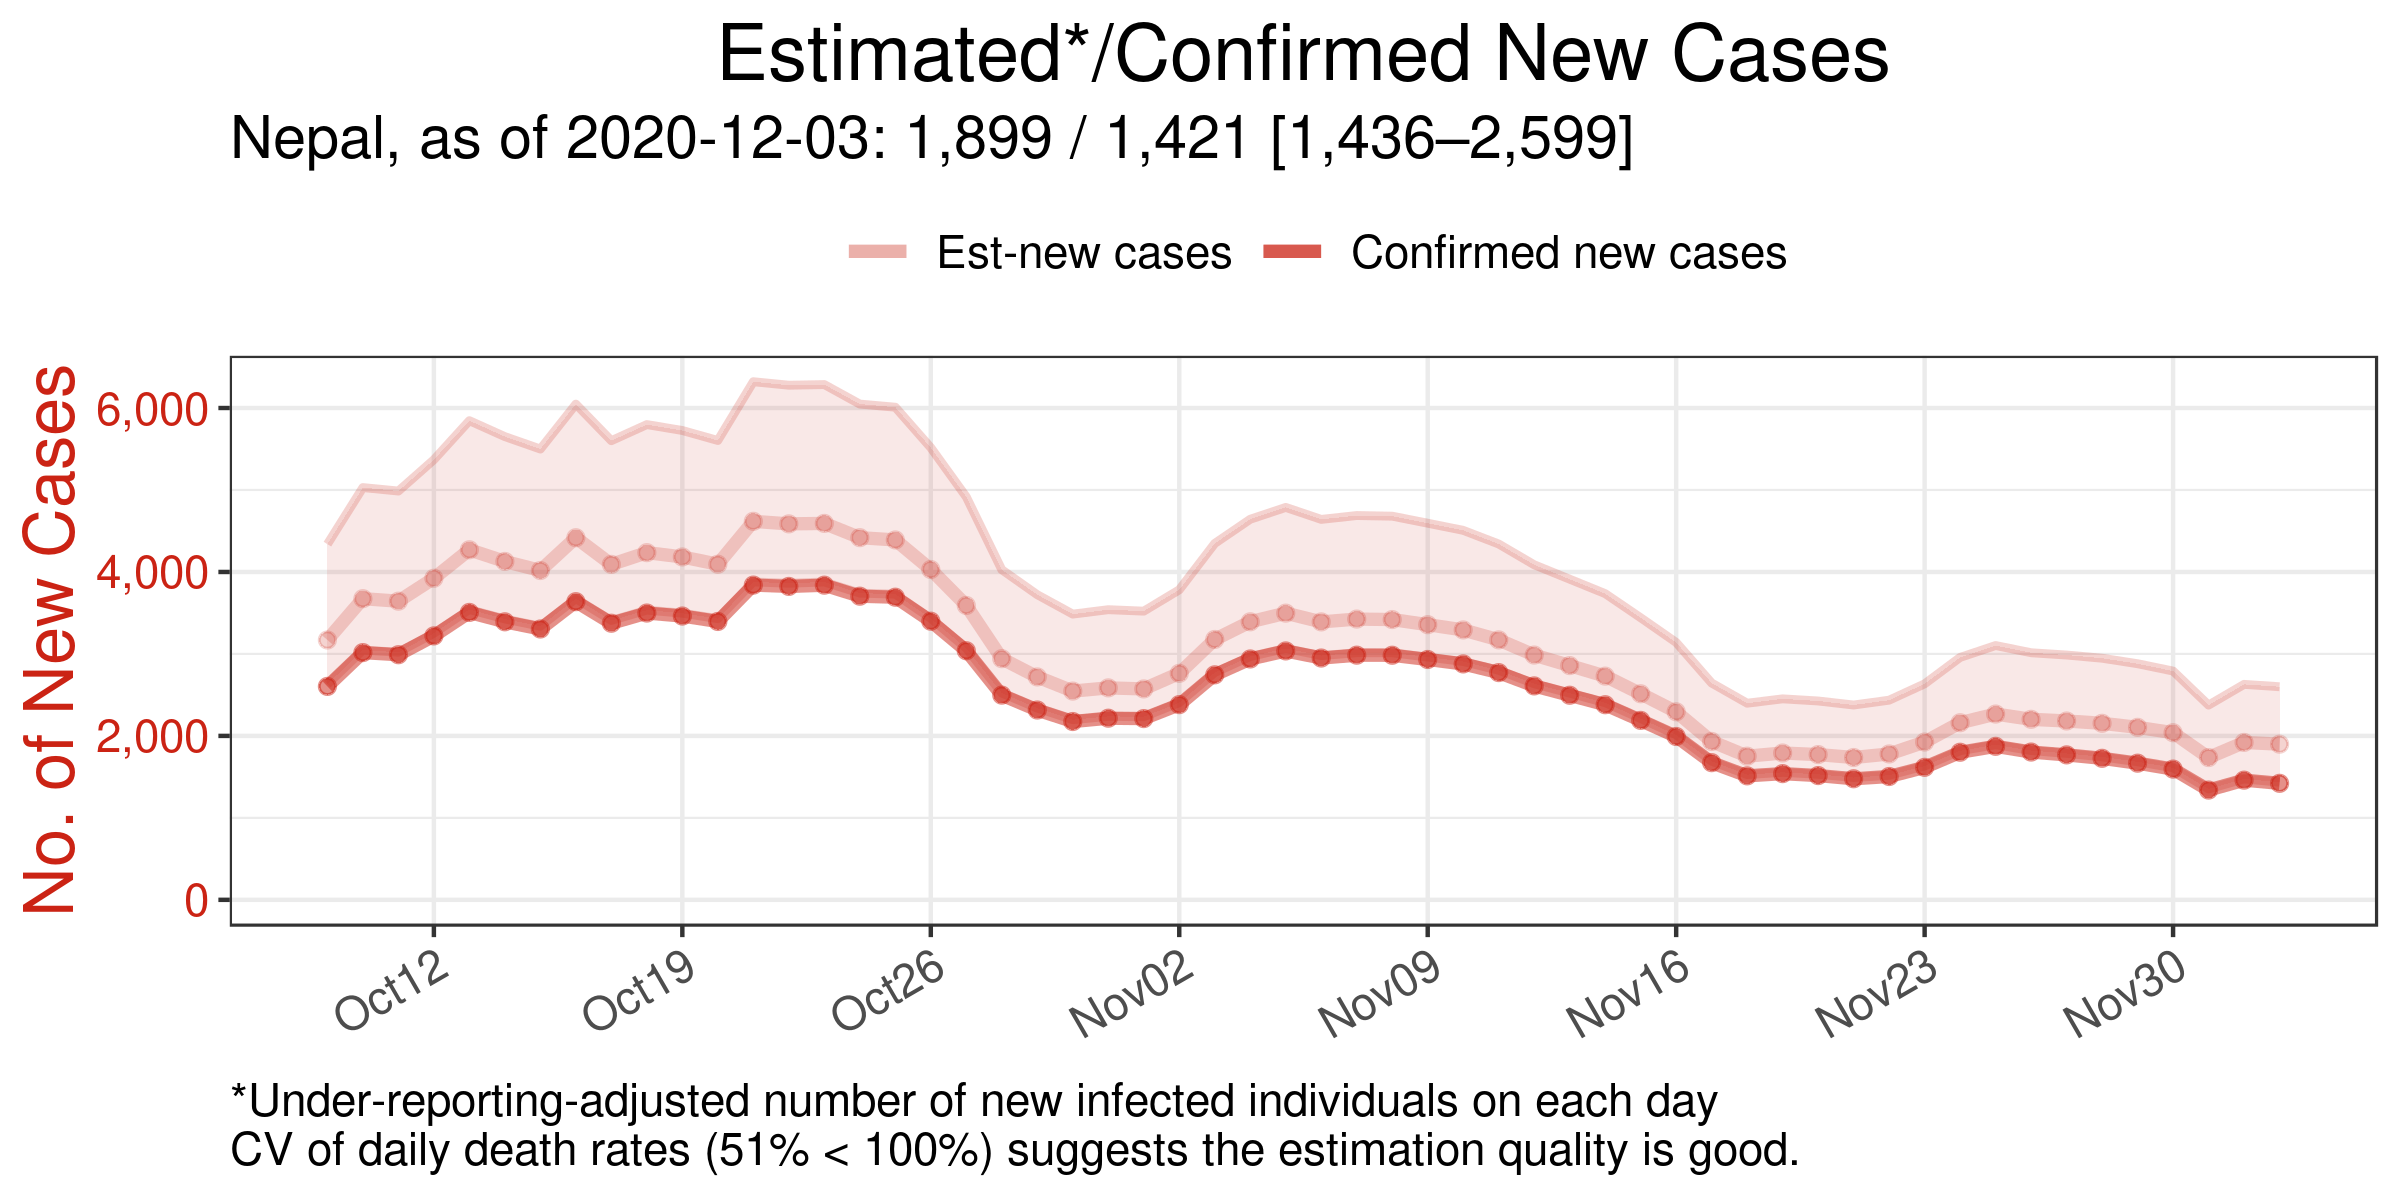 Estimated*/Confirmed New Cases
Nepal, as of 2020-12-03: 1,899 / 1,421 [1,436–2,599]
Est-new cases
Confirmed new cases
No. of New Cases
6,000
4,000
2,000
0
Oct12
Oct19
Oct26
Nov02
Nov09
Nov16
Nov23
Nov30
*Under-reporting-adjusted number of new infected individuals on each day
CV of daily death rates (51% < 100%) suggests the estimation quality is good.